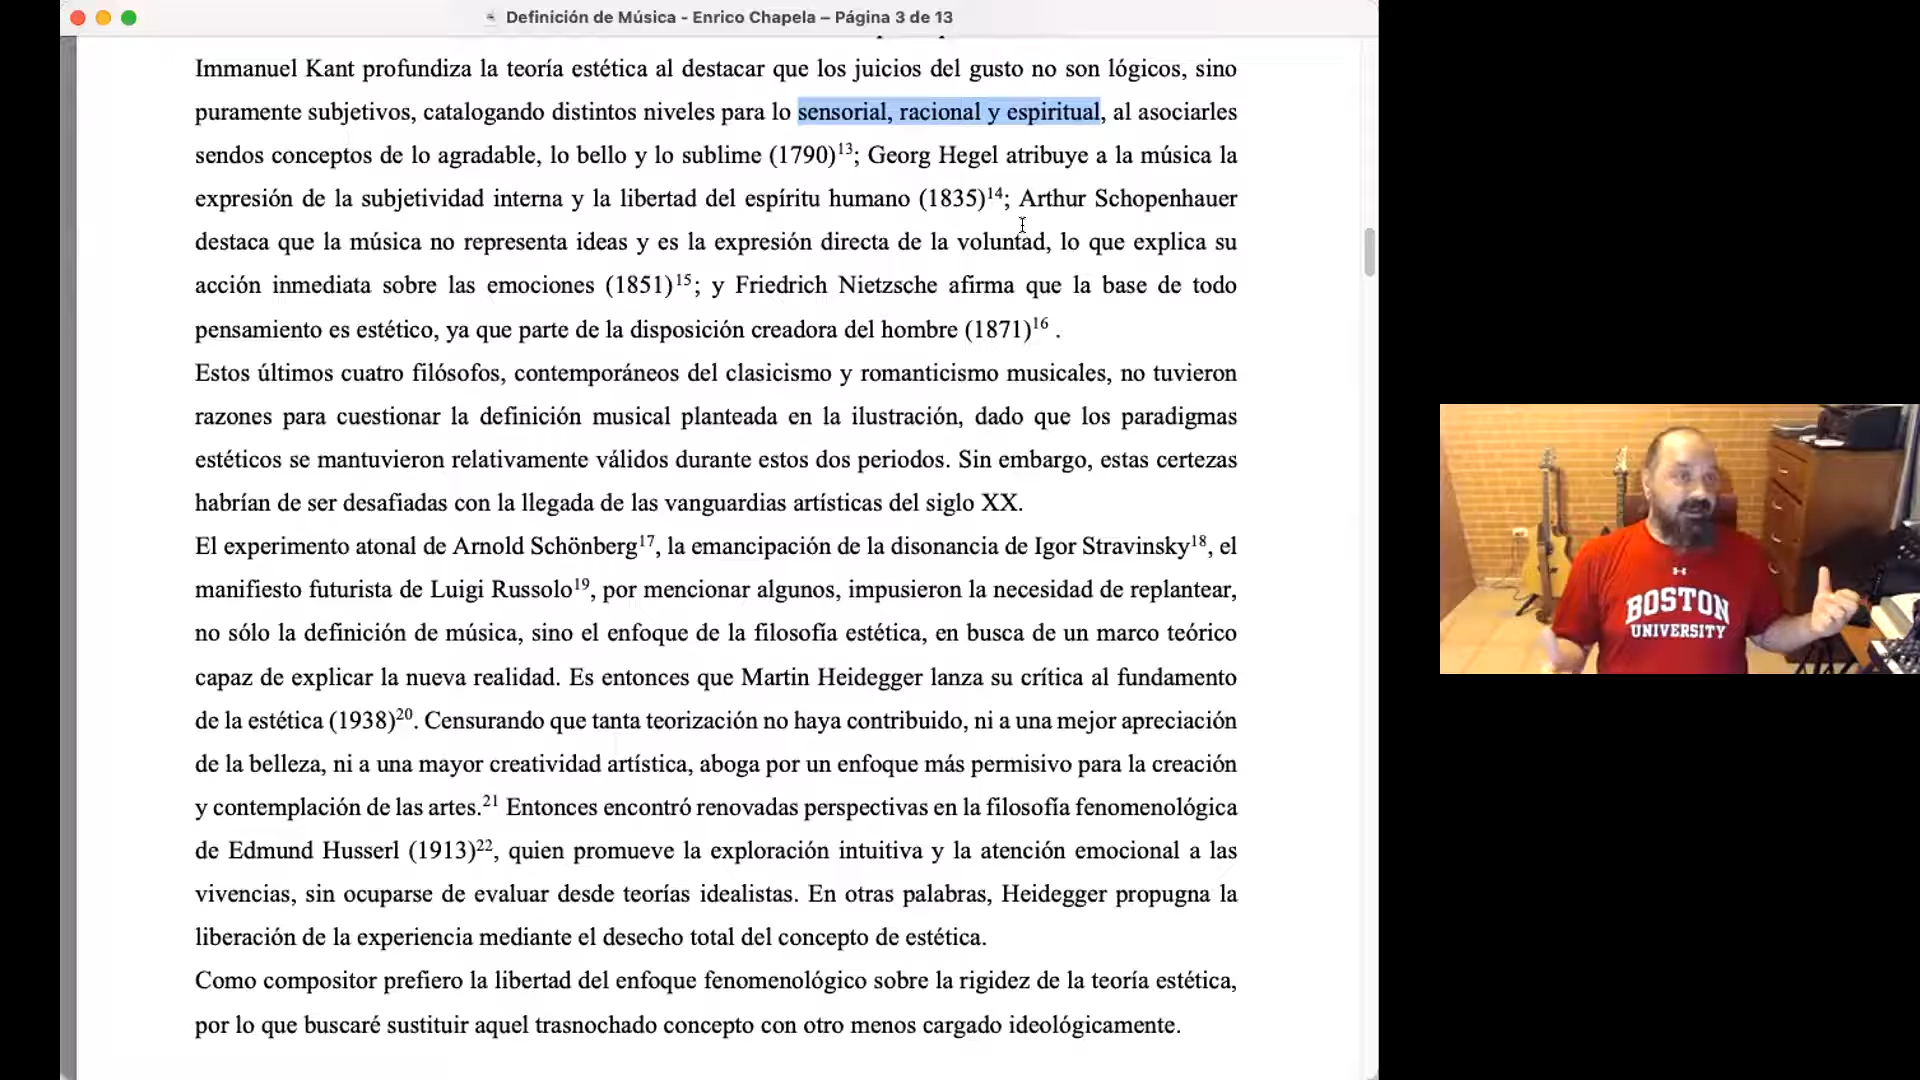 Definición de Música - Enrico Chapela – Página 3 de 13
Immanuel Kant profundiza la teoría estética al destacar que los juicios del gusto no son lógicos, sino
puramente subjetivos, catalogando distintos niveles para lo sensorial, racional y espiritual, al asociarles
sendos conceptos de lo agradable, lo bello y lo sublime (1790)13; Georg Hegel atribuye a la música la
expresión de la subjetividad interna y la libertad del espíritu humano (1835)14; Arthur Schopenhauer
destaca que la música no representa ideas y es la expresión directa de la voluntad, lo que explica su
acción inmediata sobre las emociones (1851)15; y Friedrich Nietzsche afirma que la base de todo
pensamiento es estético, ya que parte de la disposición creadora del hombre (1871)16 .
Estos últimos cuatro filósofos, contemporáneos del clasicismo y romanticismo musicales, no tuvieron
razones para cuestionar la definición musical planteada en la ilustración, dado que los paradigmas
estéticos se mantuvieron relativamente válidos durante estos dos periodos. Sin embargo, estas certezas
habrían de ser desafiadas con la llegada de las vanguardias artísticas del siglo XX.
El experimento atonal de Arnold Schönberg17, la emancipación de la disonancia de Igor Stravinsky18, el
manifiesto futurista de Luigi Russolo19, por mencionar algunos, impusieron la necesidad de replantear,
no sólo la definición de música, sino el enfoque de la filosofía estética, en busca de un marco teórico
capaz de explicar la nueva realidad. Es entonces que Martin Heidegger lanza su crítica al fundamento
de la estética (1938)20. Censurando que tanta teorización no haya contribuido, ni a una mejor apreciación
de la belleza, ni a una mayor creatividad artística, aboga por un enfoque más permisivo para la creación
y contemplación de las artes.21 Entonces encontró renovadas perspectivas en la filosofía fenomenológica
de Edmund Husserl (1913)22, quien promueve la exploración intuitiva y la atención emocional a las
vivencias, sin ocuparse de evaluar desde teorías idealistas. En otras palabras, Heidegger propugna la
liberación de la experiencia mediante el desecho total del concepto de estética.
Como compositor prefiero la libertad del enfoque fenomenológico sobre la rigidez de la teoría estética,
por lo que buscaré sustituir aquel trasnochado concepto con otro menos cargado ideológicamente.
BOSTON
UNIVERSITY